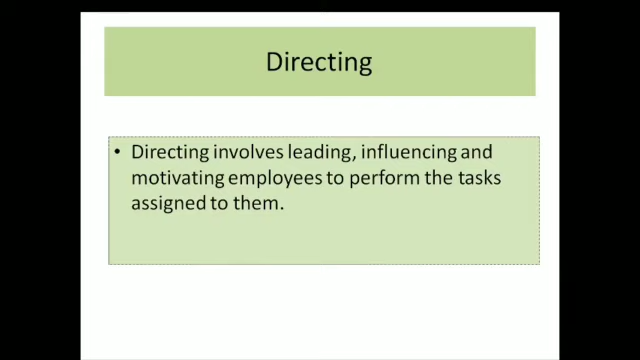 Directing
• Directing involves leading, influencing and
motivating employees to perform the tasks
assigned to them.